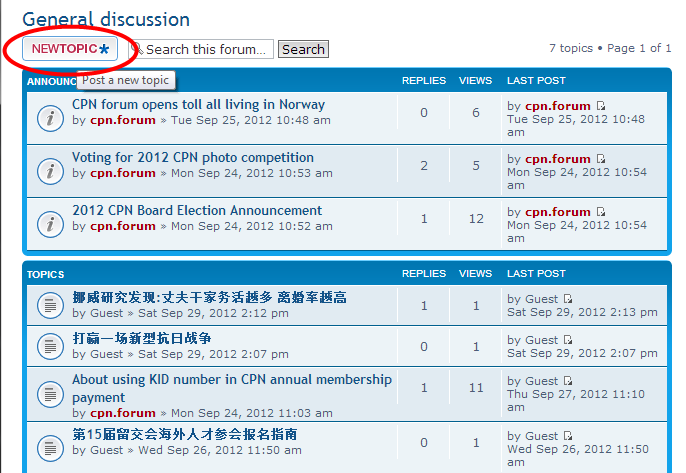 General discussion
NEWTOPIC* Search this forum... Search 7 topics • Page 1 of 1
Post a new topic
ANNOUNC REPLIES VIEWS LAST POST
CPN forum opens toll all living in Norway
by cpn.forum » Tue Sep 25, 2012 10:48 am
0 6
by cpn.forum
Tue Sep 25, 2012 10:48
am
Voting for 2012 CPN photo competition
by cpn.forum » Mon Sep 24, 2012 10:53 am
2 5
by cpn.forum
Mon Sep 24, 2012 10:54
am
2012 CPN Board Election Announcement
by cpn.forum » Mon Sep 24, 2012 10:52 am
1 12
by cpn.forum
Mon Sep 24, 2012 10:54
am
TOPICS REPLIES VIEWS LAST POST
挪威研究发现:丈夫干家务活越多 离婚率越高
by Guest » Sat Sep 29, 2012 2:12 pm
1 1
by Guest
Sat Sep 29, 2012 2:13 pm
打赢一场新型抗日战争
by Guest » Sat Sep 29, 2012 2:07 pm
0 1
by Guest
Sat Sep 29, 2012 2:07 pm
About using KID number in CPN annual membership
payment
by cpn.forum » Mon Sep 24, 2012 11:03 am
1 11
by Guest
Thu Sep 27, 2012 11:10
am
第15届留交会海外人才参会报名指南
by Guest » Wed Sep 26, 2012 11:50 am
0 1
by Guest
Wed Sep 26, 2012 11:50
am